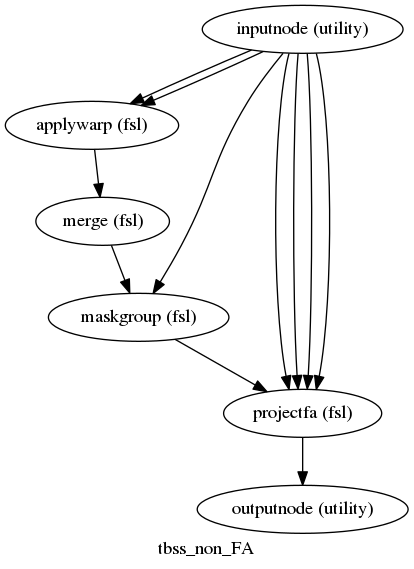 inputnode (utility)
applywarp (fsl)
merge (fsl)
maskgroup (fsl)
projectfa (fsl)
outputnode (utility)
tbss_non_FA